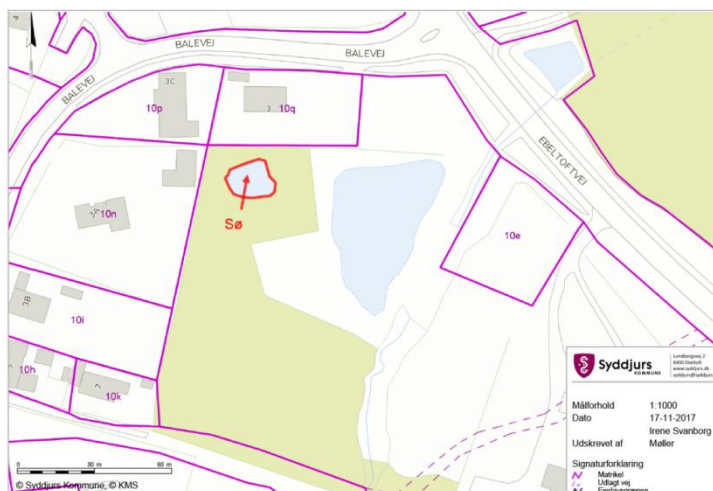 4
BALEVEJ
BALEVEJ
BALEVEJ
3C
10p
3
10q
EBELTOFTVEJ
Sø
3A
10n
10e
3B
10i
10h
7
10k
Syddjurs
KOMMUNE
Lundbergsvej 2
8400 Ebeltoft
www.syddjurs.dk
syddjurs@syddjurs.dk
Målforhold 1:1000
Dato 17-11-2017
Irene Svanborg
Udskrevet af Møller
Signaturforklaring
Matrikel
Udlagt vej
0 30 m 60 m
© Syddjurs Kommune, © KMS